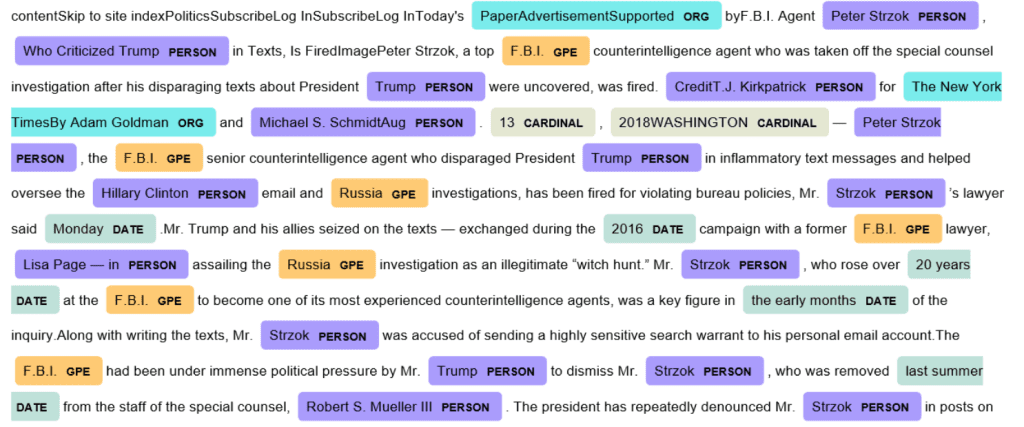 contentSkip to site indexPoliticsSubscribeLog InSubscribeLog InToday's PaperAdvertisementSupported ORG byF.B.I. Agent Peter Strzok PERSON ,
Who Criticized Trump PERSON in Texts, Is FiredImagePeter Strzok, a top F.B.I. GPE counterintelligence agent who was taken off the special counsel
investigation after his disparaging texts about President Trump PERSON were uncovered, was fired. CreditT.J. Kirkpatrick PERSON for The New York
TimesBy Adam Goldman ORG and Michael S. SchmidtAug PERSON . 13 CARDINAL , 2018WASHINGTON CARDINAL — Peter Strzok
PERSON , the F.B.I. GPE senior counterintelligence agent who disparaged President Trump PERSON in inflammatory text messages and helped
oversee the Hillary Clinton PERSON email and Russia GPE investigations, has been fired for violating bureau policies, Mr. Strzok PERSON 's lawyer
said Monday DATE .Mr. Trump and his allies seized on the texts — exchanged during the 2016 DATE campaign with a former F.B.I. GPE lawyer,
Lisa Page — in PERSON assailing the Russia GPE investigation as an illegitimate “witch hunt.” Mr. Strzok PERSON , who rose over 20 years
DATE at the F.B.I. GPE to become one of its most experienced counterintelligence agents, was a key figure in the early months DATE of the
inquiry.Along with writing the texts, Mr. Strzok PERSON was accused of sending a highly sensitive search warrant to his personal email account.The
F.B.I. GPE had been under immense political pressure by Mr. Trump PERSON to dismiss Mr. Strzok PERSON , who was removed last summer
DATE from the staff of the special counsel, Robert S. Mueller III PERSON . The president has repeatedly denounced Mr. Strzok PERSON in posts on